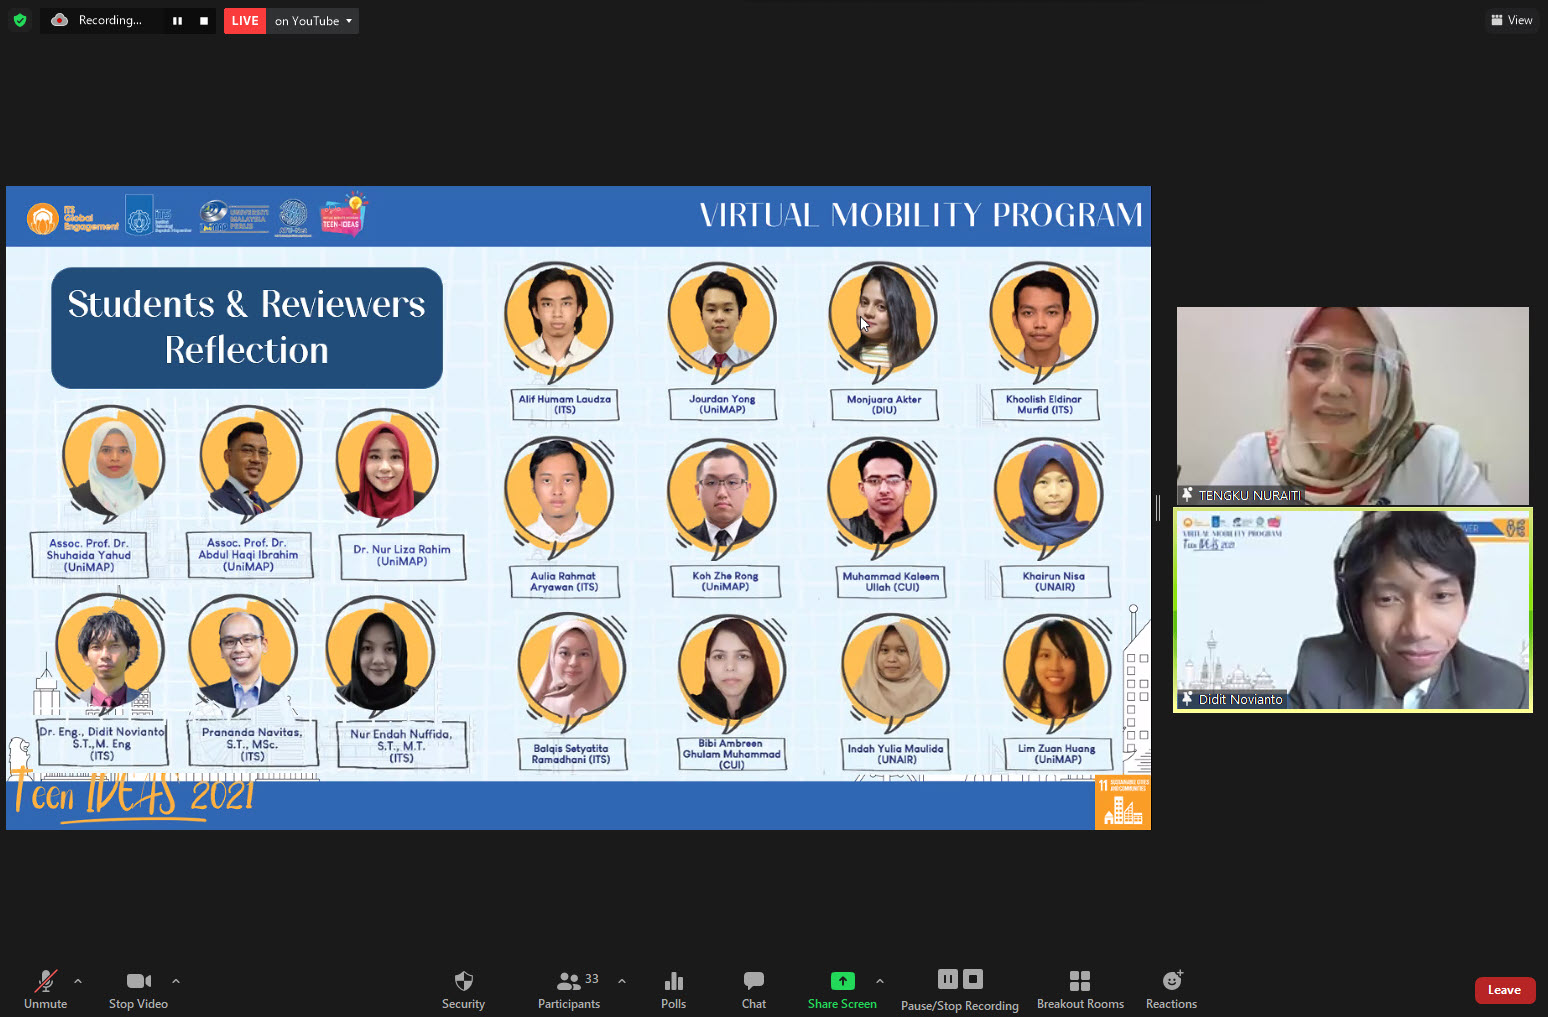 Recording...
LIVE on YouTube
View
ITS
Global
Engagement
ITS
Institut
Teknologi
Sepuluh Nopember
UNIVERSITI
MALAYSIA
PERLIS
TEEN-IDEAS
VIRTUAL MOBILITY PROGRAM
Students & Reviewers
Reflection
Alif Humam Laudza
(ITS)
Jourdan Yong
(UniMAP)
Monjuara Akter
(DIU)
Khoolish Eldinar
Murfid (ITS)
Assoc. Prof. Dr.
Shuhaida Yahud
(UniMAP)
Assoc. Prof. Dr.
Abdul Haqi Ibrahim
(UniMAP)
Dr. Nur Liza Rahim
(UniMAP)
Aulia Rahmat
Aryawan (ITS)
Koh Zhe Rong
(UniMAP)
Muhammad Kaleem
Ullah (CUI)
Khairun Nisa
(UNAIR)
Dr. Eng., Didit Novianto
S.T.,M. Eng
(ITS)
Prananda Navitas,
S.T., MSc.
(ITS)
Nur Endah Nuffida,
S.T., M.T.
(ITS)
Balqis Setyatita
Ramadhani (ITS)
Bibi Ambreen
Ghulam Muhammad
(CUI)
Indah Yulia Maulida
(UNAIR)
Lim Zuan Huang
(UniMAP)
Teen IDEAS 2021
11 SUSTAINABLE CITIES
AND COMMUNITIES
TENGKU NURAITI
VIRTUAL MOBILITY PROGRAM
Teen IDEAS 2021
Didit Novianto
Unmute
Stop Video
Security
Participants
33
Polls
Chat
Share Screen
Pause/Stop Recording
Breakout Rooms
Reactions
Leave